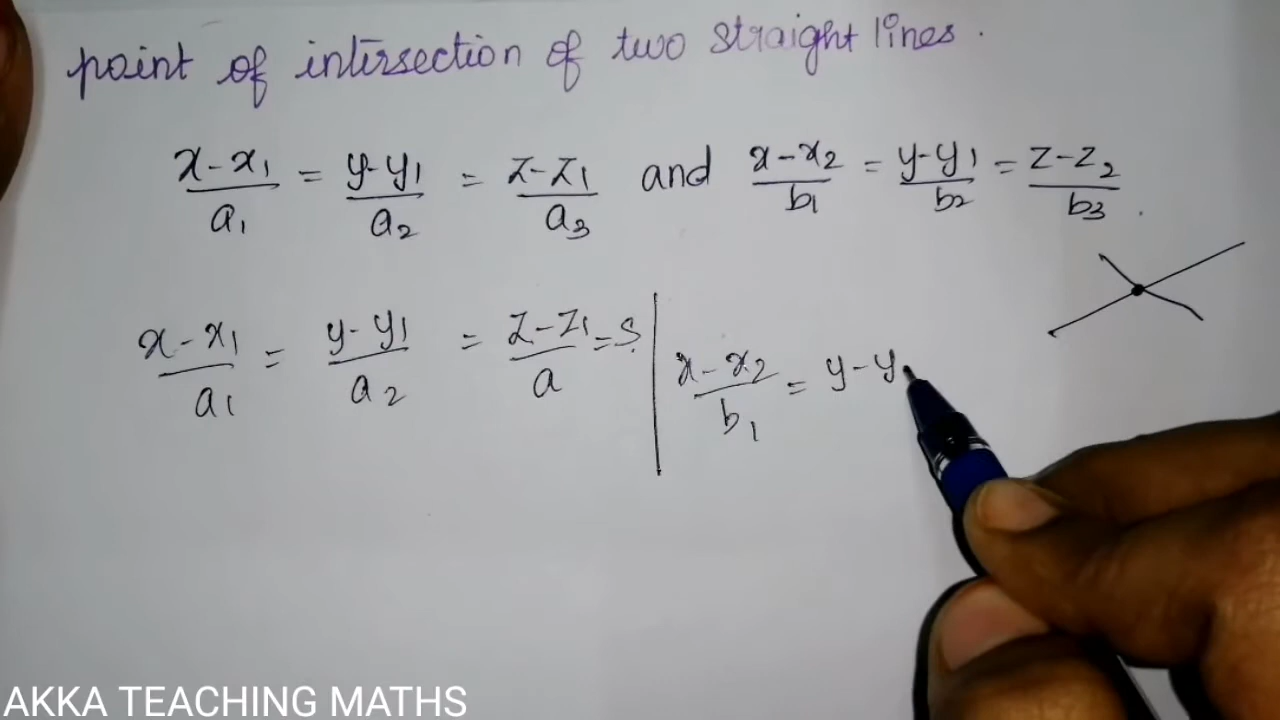 point of intersection of two straight lines.
x-x₁/a₁ = y-y₁/a₂ = z-z₁/a₃ and x-x₂/b₁ = y-y₁/b₂ = z-z₂/b₃.
x-x₁/a₁ = y-y₁/a₂ = z-z₁/a = s
x-x₂/b₁ = y-y
AKKA TEACHING MATHS